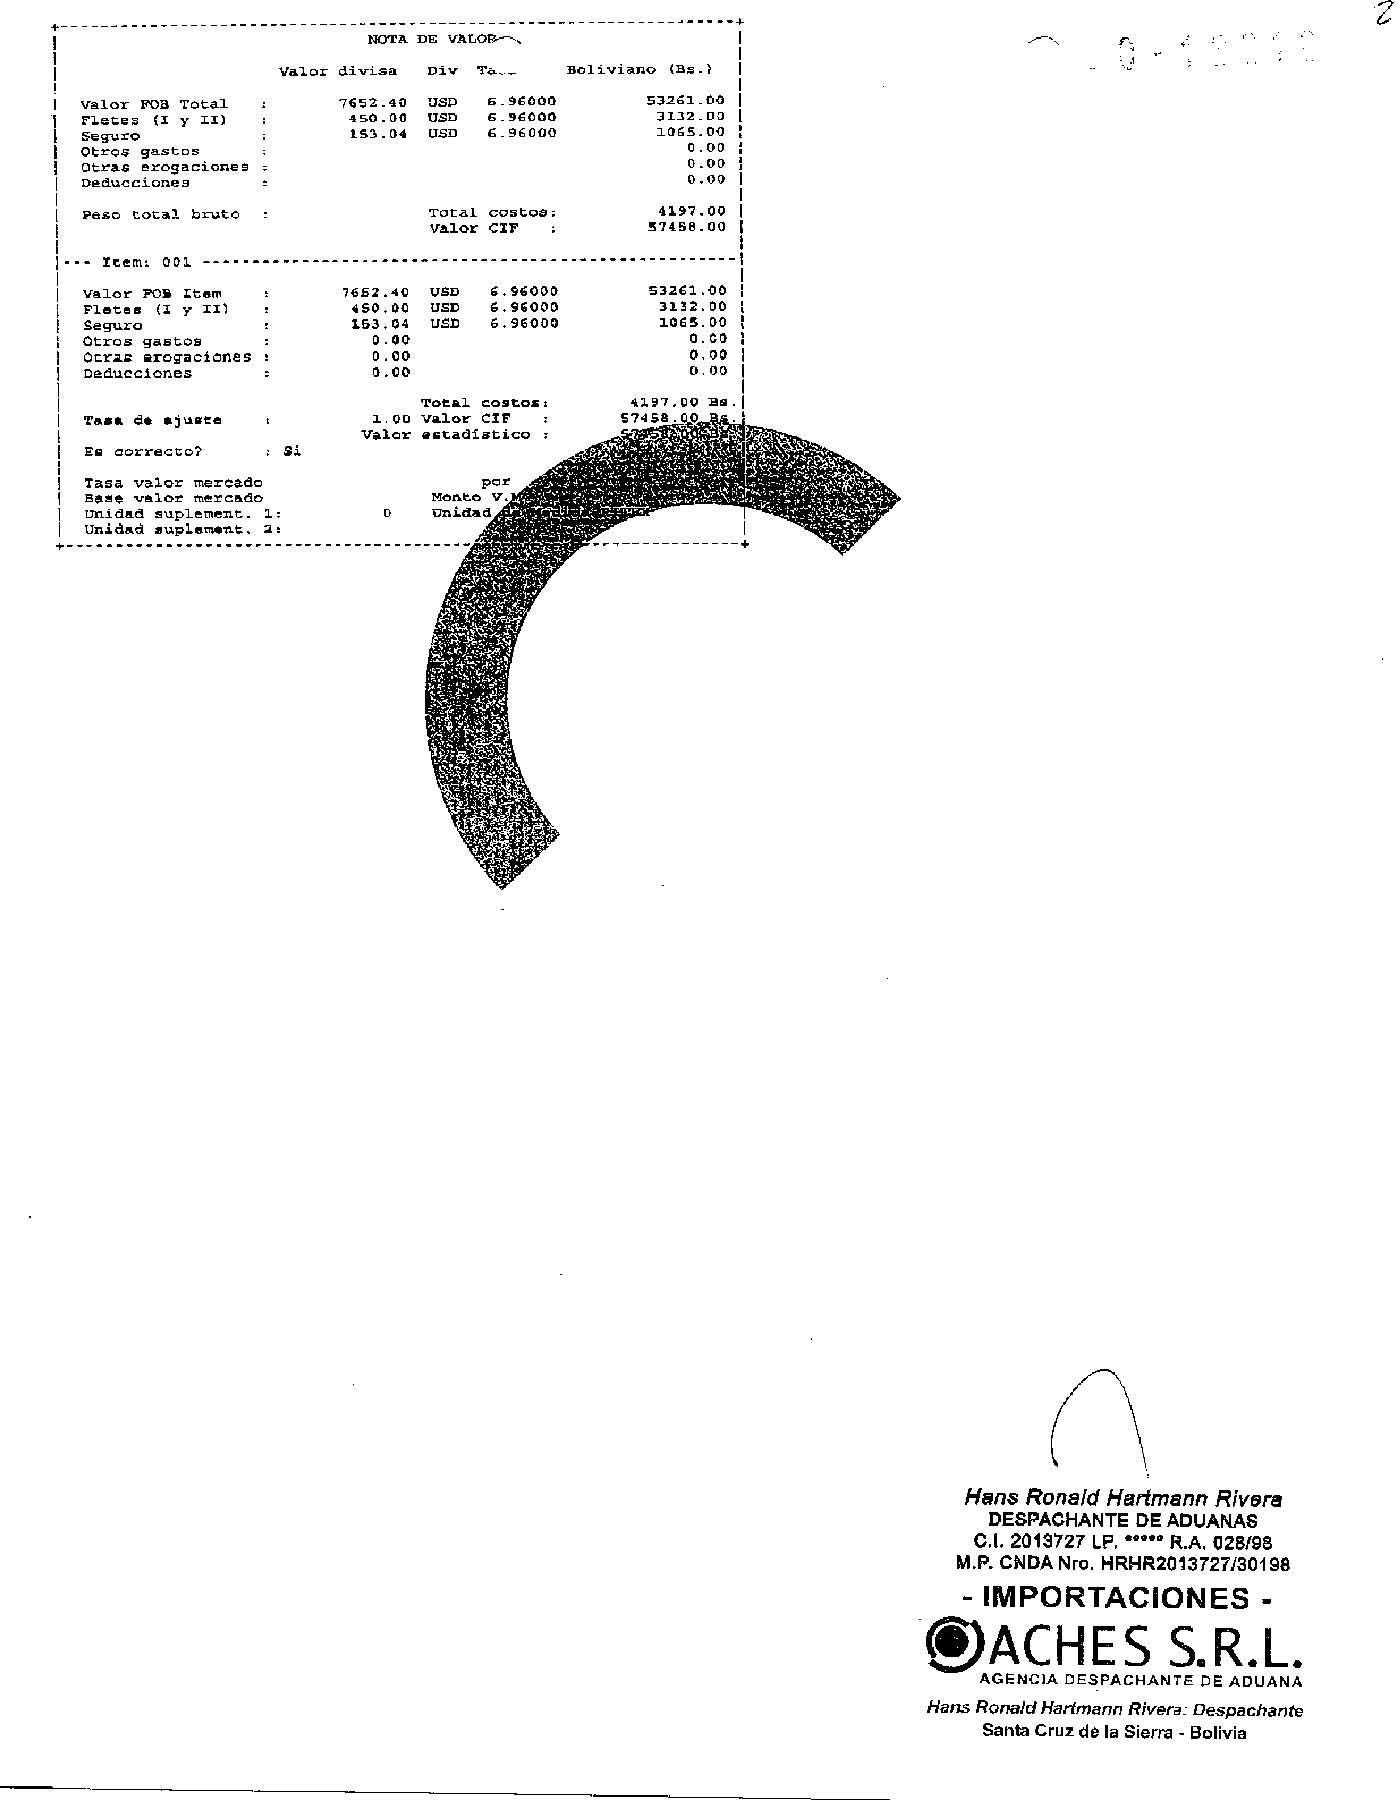 2
NOTA DE VALOR
Valor divisa Div Boliviano (Bs.)
Valor FOB Total : 7652.40 USD 6.96000 53261.00
Fletes (I y II) : 450.00 USD 6.96000 3132.00
Seguro : 153.04 USD 6.96000 1065.00
Otros gastos : 0.00
Otras erogaciones : 0.00
Deducciones : 0.00
Peso total bruto : Total costos: 4197.00
Valor CIF : 57458.00
--- Item: 001 ---
Valor FOB Item : 7652.40 USD 6.96000 53261.00
Fletes (I y II) : 450.00 USD 6.96000 3132.00
Seguro : 153.04 USD 6.96000 1065.00
Otros gastos : 0.00 0.00
Otras erogaciones : 0.00 0.00
Deducciones : 0.00 0.00
Total costos: 4197.00 Bs.
Tasa de ajuste : 1.00 Valor CIF : 57458.00 Bs.
Valor estadístico :
Es correcto? : Si
Tasa valor mercado por
Base valor mercado Monto
Unidad suplement. 1: 0 Unidad
Unidad suplement. 2:
Hans Ronald Hartmann Rivera
DESPACHANTE DE ADUANAS
C.I. 2013727 LP. ***** R.A. 028/98
M.P. CNDA Nro. HRHR2013727/30198
- IMPORTACIONES -
ACHES S.R.L.
AGENCIA DESPACHANTE DE ADUANA
Hans Ronald Hartmann Rivera: Despachante
Santa Cruz de la Sierra - Bolivia